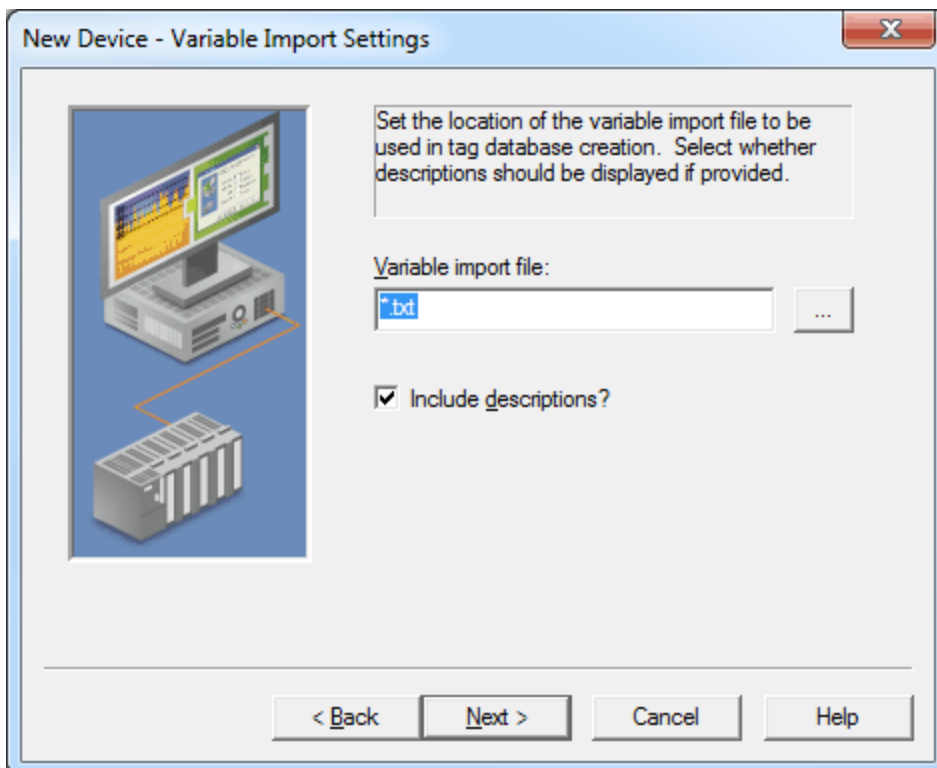 New Device - Variable Import Settings
Set the location of the variable import file to be
used in tag database creation.  Select whether
descriptions should be displayed if provided.
Variable import file:
*.txt
...
Include descriptions?
< Back
Next >
Cancel
Help